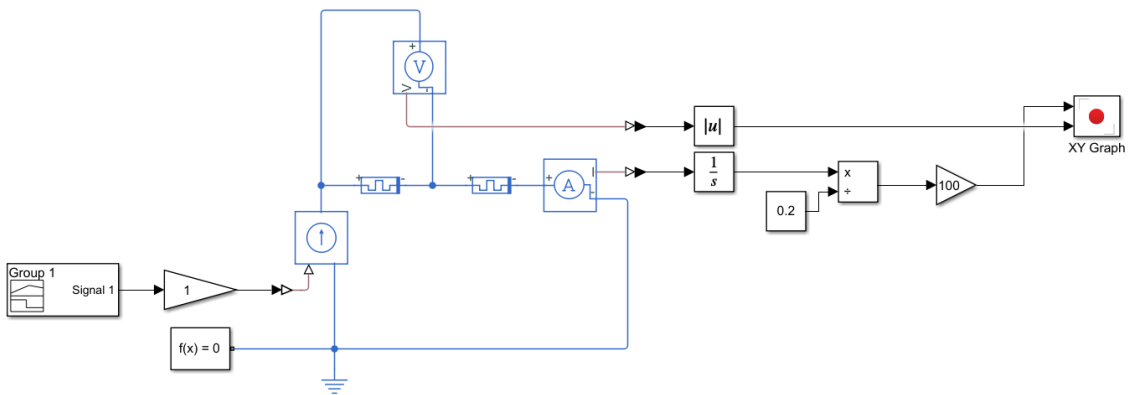 +
V
V
-
|u|
XY Graph
+
-
+
-
+
A
I
-
1
s
x
÷
0.2
100
Group 1
Signal 1
1
f(x) = 0